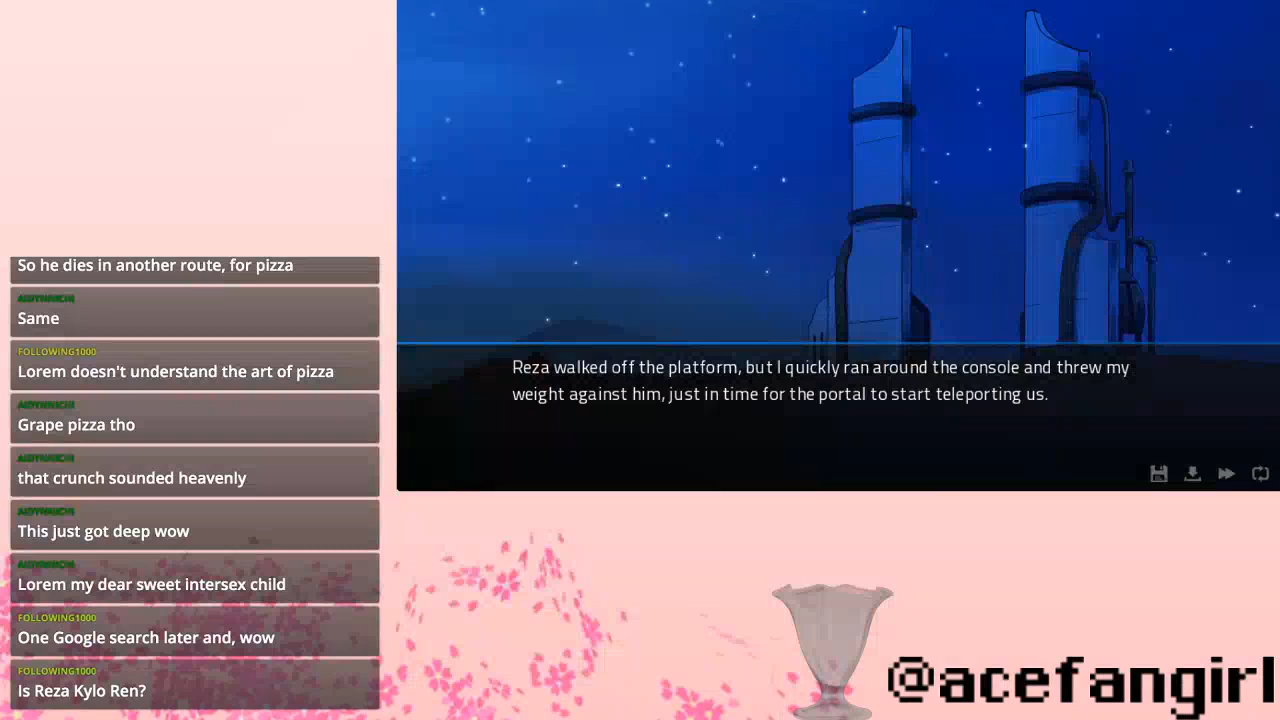 So he dies in another route, for pizza
Same
FOLLOWING1000
Lorem doesn't understand the art of pizza
Grape pizza tho
that crunch sounded heavenly
This just got deep wow
Lorem my dear sweet intersex child
FOLLOWING1000
One Google search later and, wow
FOLLOWING1000
Is Reza Kylo Ren?
Reza walked off the platform, but I quickly ran around the console and threw my
weight against him, just in time for the portal to start teleporting us.
@acefangirl